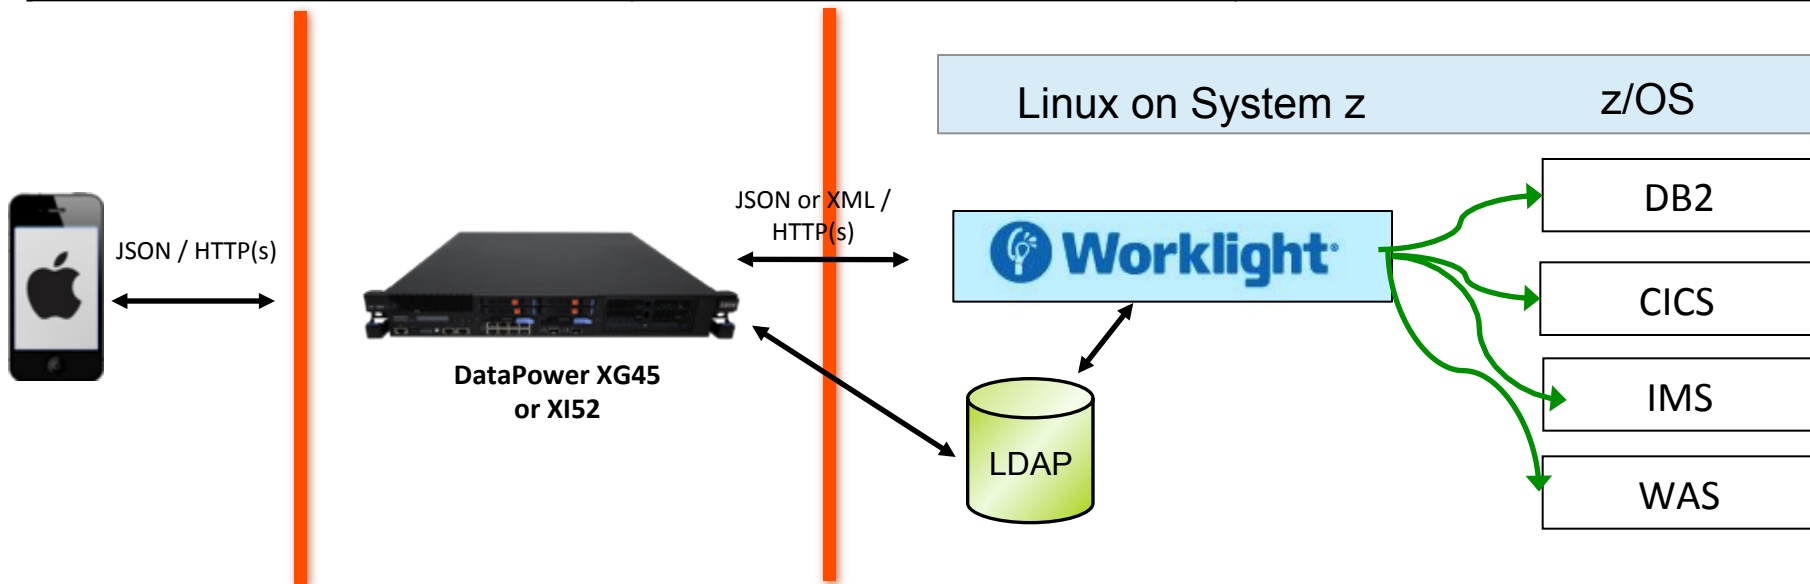 Linux on System z
z/OS
JSON / HTTP(s)
JSON or XML /
HTTP(s)
Worklight
DB2
CICS
IMS
WAS
DataPower XG45
or XI52
LDAP